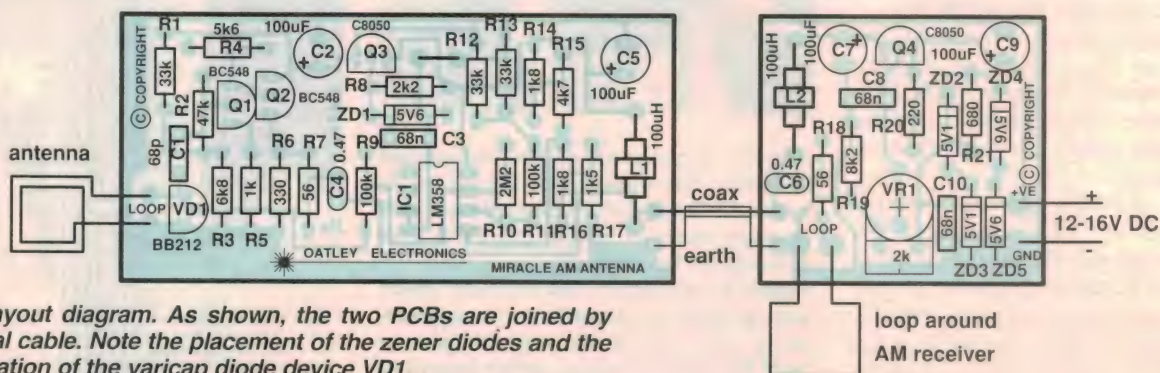 R1
5k6
R4
100uF
C2
C8050
Q3
R12
R13
R14
R15
C5
100uF
100uH
© COPYRIGHT
33k
R2
47k
BC548
Q1
Q2
BC548
R8
2k2
ZD1
5V6
68n
C3
33k
1k8
4k7
L1
antenna
68p
C1
LOOP
VD1
BB212
6k8
1k
R6
330
R7
56
0.47
C4
R9
100k
IC1
LM358
2M2
100k
1k8
1k5
R3
R5
R10
R11
R16
R17
OATLEY ELECTRONICS
MIRACLE AM ANTENNA
coax
earth
100uH
L2
C7
C8050
Q4
100uF
C9
C8
68n
ZD2
ZD4
220
R20
5V1
680
5V6
R21
© COPYRIGHT
0.47
C6
R18
56
8k2
R19
LOOP
VR1
2k
C10
68n
5V1
5V6
+VE
GND
ZD3
ZD5
+
12-16V DC
-
loop around
AM receiver
ayout diagram. As shown, the two PCBs are joined by
al cable. Note the placement of the zener diodes and the
ation of the varicap diode device VD1.